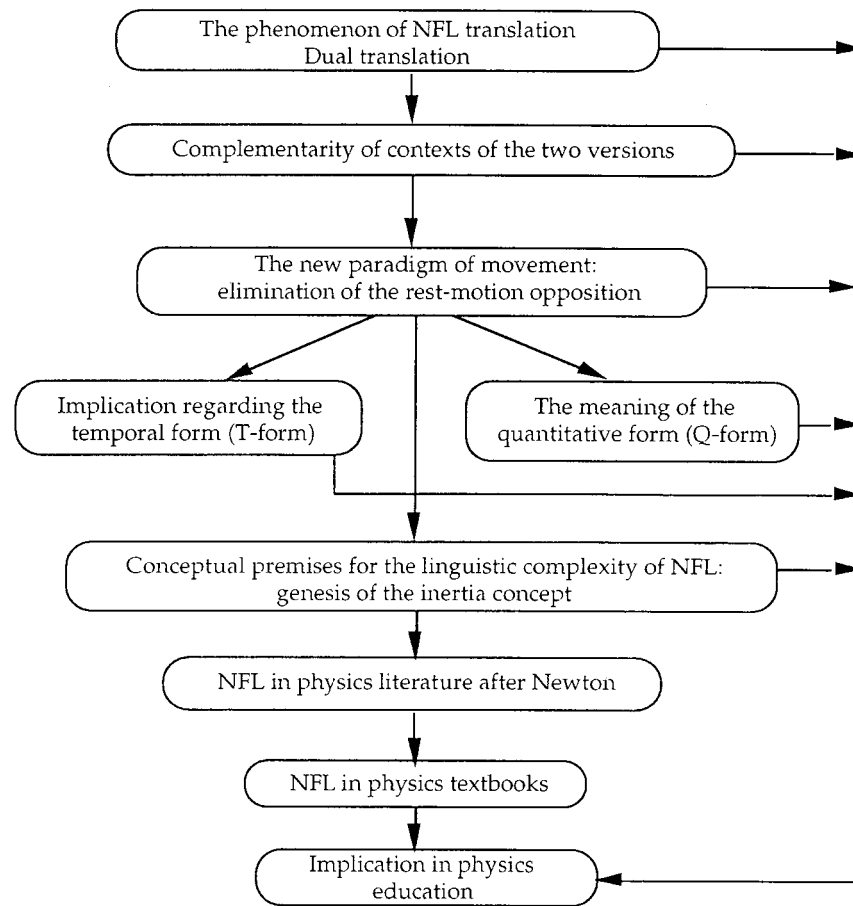 The phenomenon of NFL translation
Dual translation
Complementarity of contexts of the two versions
The new paradigm of movement:
elimination of the rest-motion opposition
Implication regarding the
temporal form (T-form)
The meaning of the
quantitative form (Q-form)
Conceptual premises for the linguistic complexity of NFL:
genesis of the inertia concept
NFL in physics literature after Newton
NFL in physics textbooks
Implication in physics
education